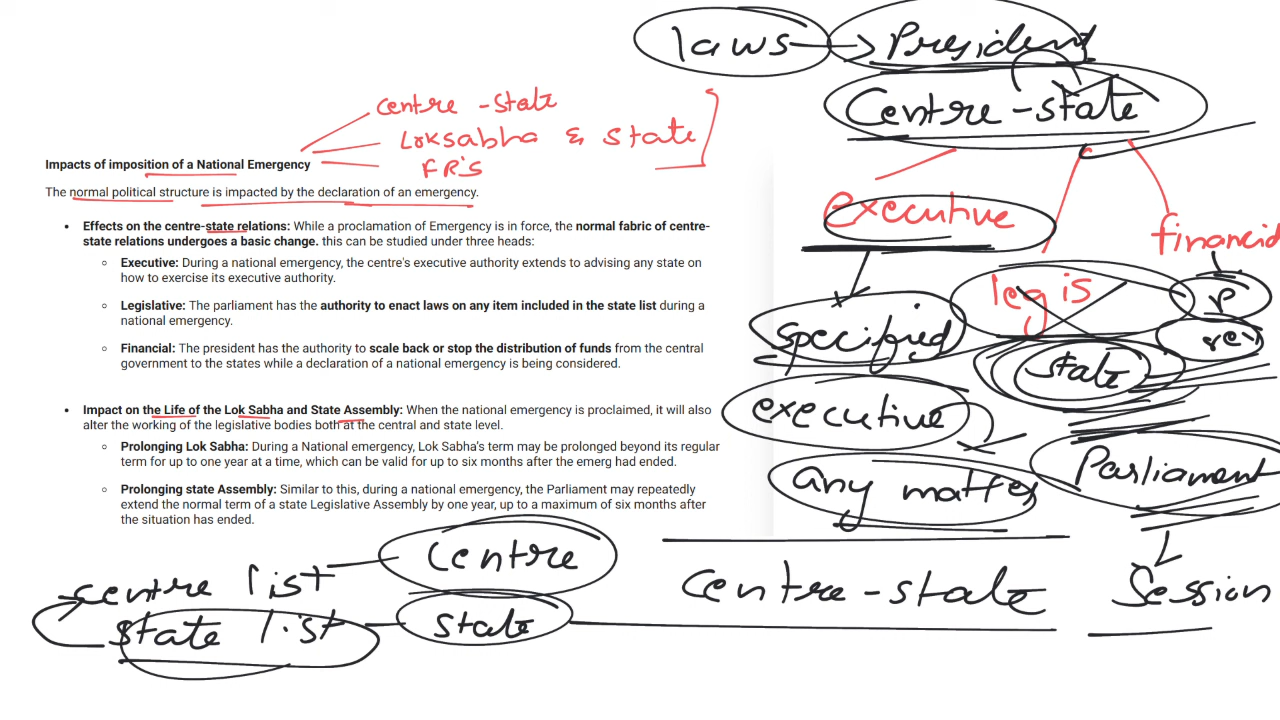 laws → President
Centre-state
Centre - state
Loksabha & state
FR's
Impacts of imposition of a National Emergency
The normal political structure is impacted by the declaration of an emergency.
• Effects on the centre-state relations: While a proclamation of Emergency is in force, the normal fabric of centre-
state relations undergoes a basic change. this can be studied under three heads:
○ Executive: During a national emergency, the centre's executive authority extends to advising any state on
how to exercise its executive authority.
○ Legislative: The parliament has the authority to enact laws on any item included in the state list during a
national emergency.
○ Financial: The president has the authority to scale back or stop the distribution of funds from the central
government to the states while a declaration of a national emergency is being considered.
• Impact on the Life of the Lok Sabha and State Assembly: When the national emergency is proclaimed, it will also
alter the working of the legislative bodies both at the central and state level.
○ Prolonging Lok Sabha: During a National emergency, Lok Sabha's term may be prolonged beyond its regular
term for up to one year at a time, which can be valid for up to six months after the emerg had ended.
○ Prolonging state Assembly: Similar to this, during a national emergency, the Parliament may repeatedly
extend the normal term of a state Legislative Assembly by one year, up to a maximum of six months after
the situation has ended.
executive
financia
legis
P
specified
rev
state
executive
Parliament
any matter
centre list
centre
state list
state
centre-state
Session